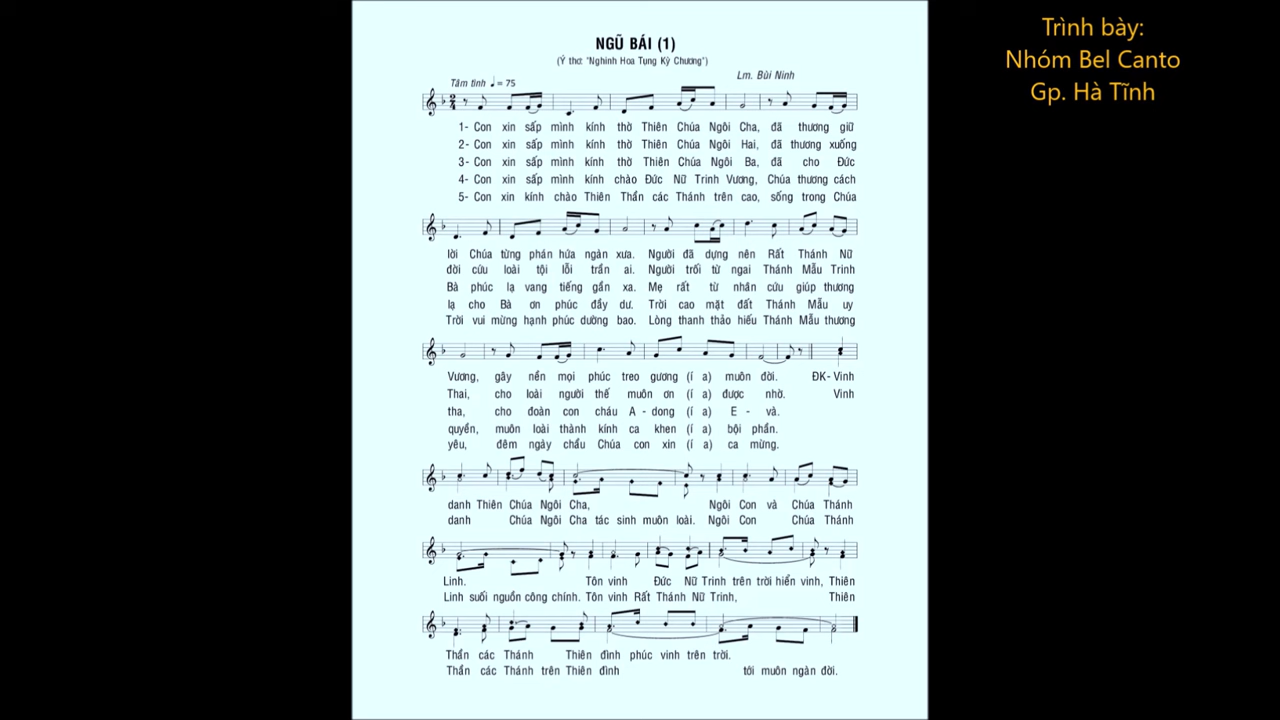 NGŨ BÁI (1)
(Ý thơ: "Nghinh Hoa Tụng Kỳ Chương")
Lm. Bùi Ninh
Tâm tình ♩ = 75
1- Con xin sấp mình kính thờ Thiên Chúa Ngôi Cha, đã thương giữ
2- Con xin sấp mình kính thờ Thiên Chúa Ngôi Hai, đã thương xuống
3- Con xin sấp mình kính thờ Thiên Chúa Ngôi Ba, đã cho Đức
4- Con xin sấp mình kính chào Đức Nữ Trinh Vương, Chúa thương cách
5- Con xin kính chào Thiên Thần các Thánh trên cao, sống trong Chúa
lời Chúa từng phán hứa ngàn xưa. Người đã dựng nên Rất Thánh Nữ
đời cứu loài tội lỗi trần ai. Người trối từ ngai Thánh Mẫu Trinh
Bà phúc lạ vang tiếng gần xa. Mẹ rất từ nhân cứu giúp thương
lạ cho Bà ơn phúc đầy dư. Trời cao mặt đất Thánh Mẫu uy
Trời vui mừng hạnh phúc dường bao. Lòng thanh thảo hiếu Thánh Mẫu thương
Vương, gây nền mọi phúc treo gương (í a) muôn đời. ĐK- Vinh
Thai, cho loài người thế muôn ơn (í a) được nhờ. Vinh
tha, cho đoàn con cháu A - dong (í a) E - và.
quyền, muôn loài thành kính ca khen (í a) bội phần.
yêu, đêm ngày chầu Chúa con xin (í a) ca mừng.
danh Thiên Chúa Ngôi Cha, Ngôi Con và Chúa Thánh
danh Chúa Ngôi Cha tác sinh muôn loài. Ngôi Con Chúa Thánh
Linh. Tôn vinh Đức Nữ Trinh trên trời hiển vinh, Thiên
Linh suối nguồn công chính. Tôn vinh Rất Thánh Nữ Trinh, Thiên
Thần các Thánh Thiên đình phúc vinh trên trời.
Thần các Thánh trên Thiên đình tới muôn ngàn đời.
Trình bày:
Nhóm Bel Canto
Gp. Hà Tĩnh